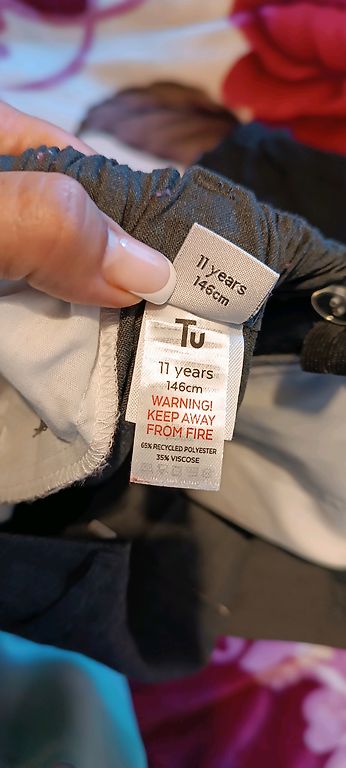 11 years
146cm
Tu
11 years
146cm
WARNING!
KEEP AWAY
FROM FIRE
65% RECYCLED POLYESTER
35% VISCOSE